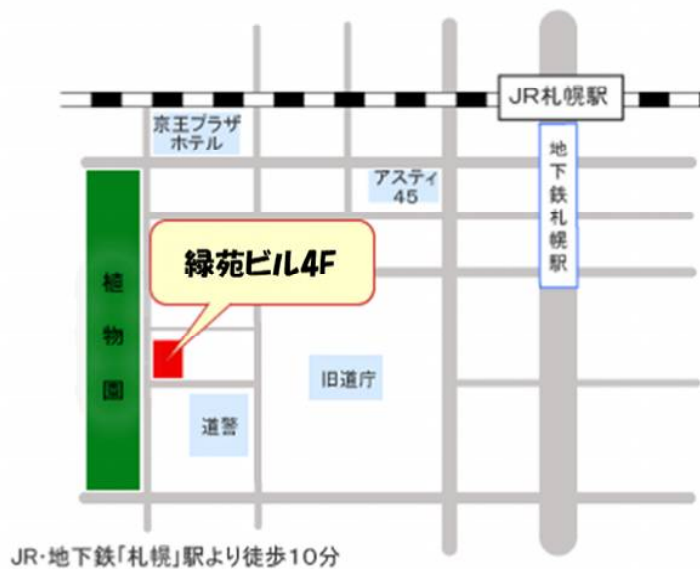 JR札幌駅
京王プラザ
ホテル
地下鉄札幌駅
アスティ
45
緑苑ビル4F
植物園
旧道庁
道警
JR・地下鉄「札幌」駅より徒歩10分